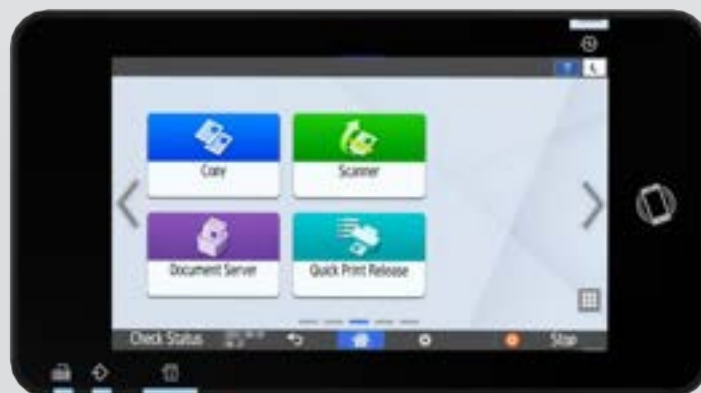 Copy
Scanner
Document Server
Quick Print Release
Check Status
Stop